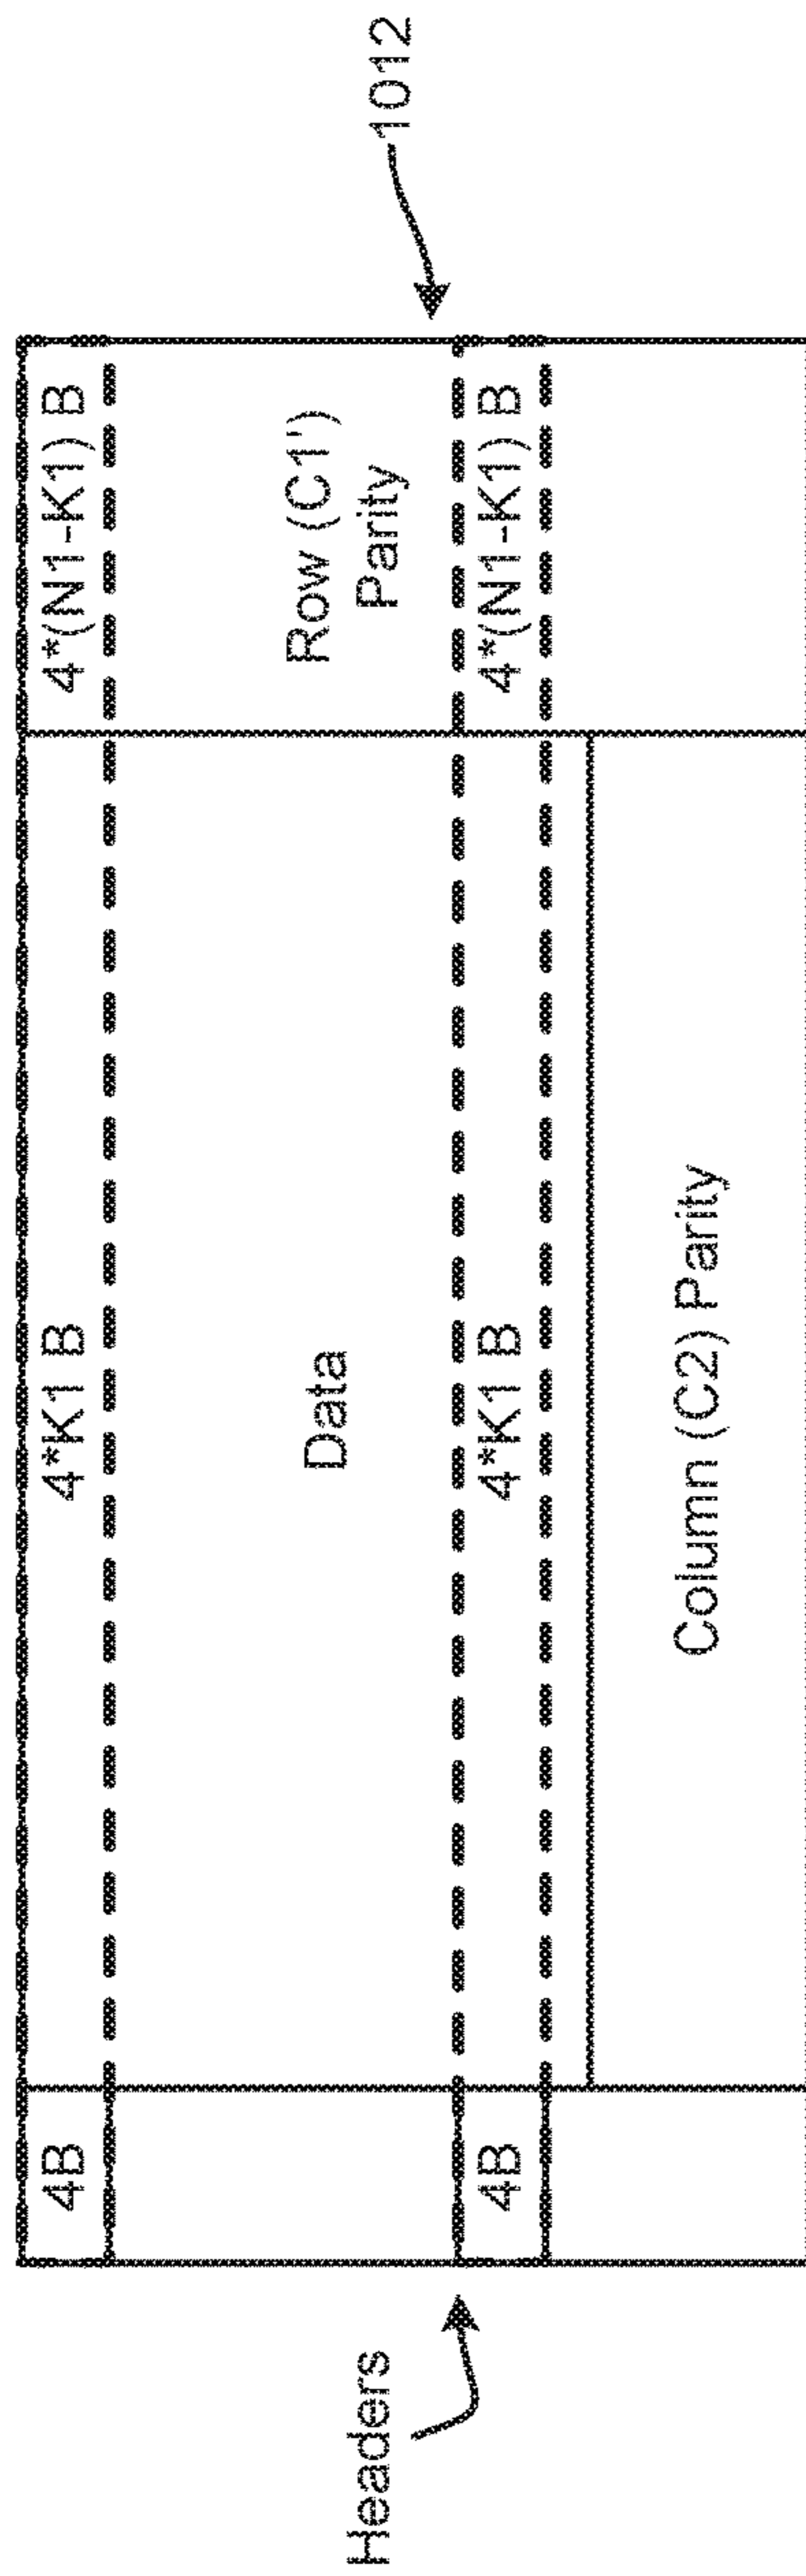 4B
4*K1 B
4*(N1-K1) B
Data
Row (C1')
Parity
1012
Headers
4B
4*K1 B
4*(N1-K1) B
Column (C2) Parity